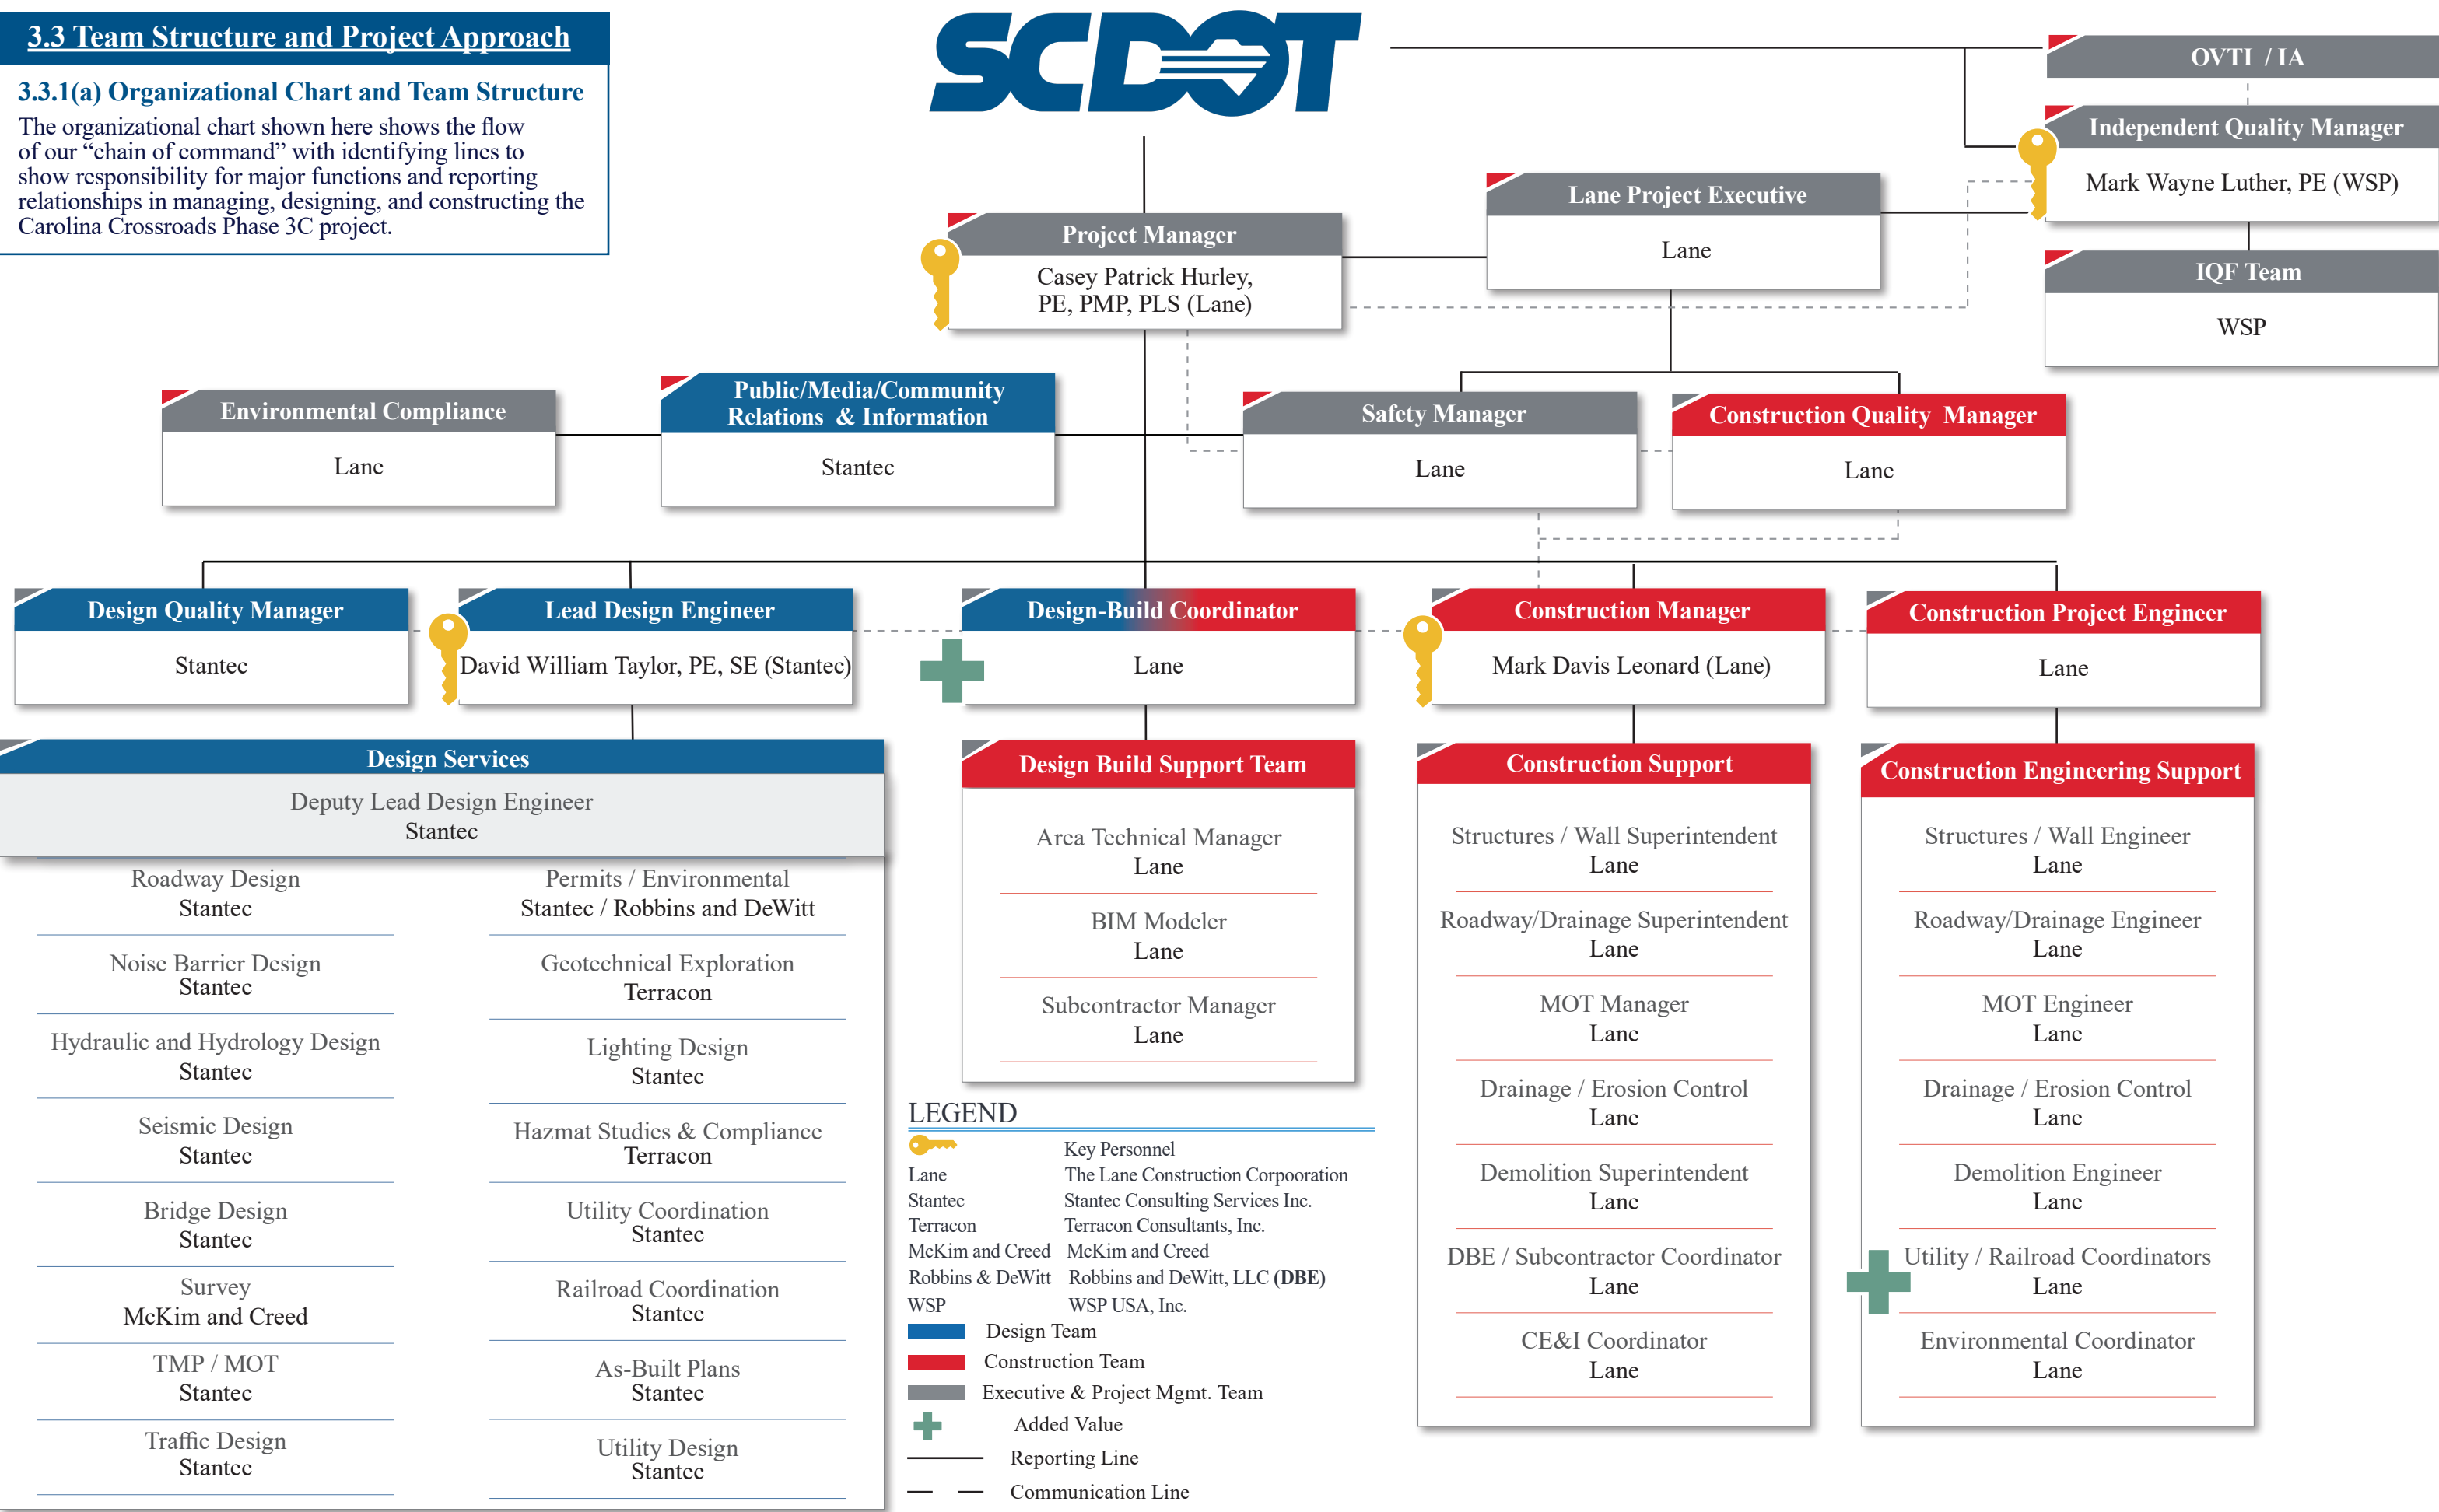 3.3 Team Structure and Project Approach
3.3.1(a) Organizational Chart and Team Structure
The organizational chart shown here shows the flow
of our “chain of command” with identifying lines to
show responsibility for major functions and reporting
relationships in managing, designing, and constructing the
Carolina Crossroads Phase 3C project.
SCDOT
OVTI / IA
Independent Quality Manager
Mark Wayne Luther, PE (WSP)
IQF Team
WSP
Lane Project Executive
Lane
Project Manager
Casey Patrick Hurley,
PE, PMP, PLS (Lane)
Environmental Compliance
Lane
Public/Media/Community
Relations & Information
Stantec
Safety Manager
Lane
Construction Quality Manager
Lane
Design Quality Manager
Stantec
Lead Design Engineer
David William Taylor, PE, SE (Stantec)
Design-Build Coordinator
Lane
Construction Manager
Mark Davis Leonard (Lane)
Construction Project Engineer
Lane
Design Services
Deputy Lead Design Engineer
Stantec
Roadway Design
Stantec
Noise Barrier Design
Stantec
Hydraulic and Hydrology Design
Stantec
Seismic Design
Stantec
Bridge Design
Stantec
Survey
McKim and Creed
TMP / MOT
Stantec
Traffic Design
Stantec
Permits / Environmental
Stantec / Robbins and DeWitt
Geotechnical Exploration
Terracon
Lighting Design
Stantec
Hazmat Studies & Compliance
Terracon
Utility Coordination
Stantec
Railroad Coordination
Stantec
As-Built Plans
Stantec
Utility Design
Stantec
Design Build Support Team
Area Technical Manager
Lane
BIM Modeler
Lane
Subcontractor Manager
Lane
LEGEND
Key Personnel
Lane The Lane Construction Corpooration
Stantec Stantec Consulting Services Inc.
Terracon Terracon Consultants, Inc.
McKim and Creed McKim and Creed
Robbins & DeWitt Robbins and DeWitt, LLC (DBE)
WSP WSP USA, Inc.
Design Team
Construction Team
Executive & Project Mgmt. Team
Added Value
Reporting Line
Communication Line
Construction Support
Structures / Wall Superintendent
Lane
Roadway/Drainage Superintendent
Lane
MOT Manager
Lane
Drainage / Erosion Control
Lane
Demolition Superintendent
Lane
DBE / Subcontractor Coordinator
Lane
CE&I Coordinator
Lane
Construction Engineering Support
Structures / Wall Engineer
Lane
Roadway/Drainage Engineer
Lane
MOT Engineer
Lane
Drainage / Erosion Control
Lane
Demolition Engineer
Lane
Utility / Railroad Coordinators
Lane
Environmental Coordinator
Lane